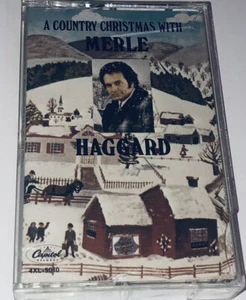 A COUNTRY CHRISTMAS WITH
MERLE
HAGGARD
Capitol